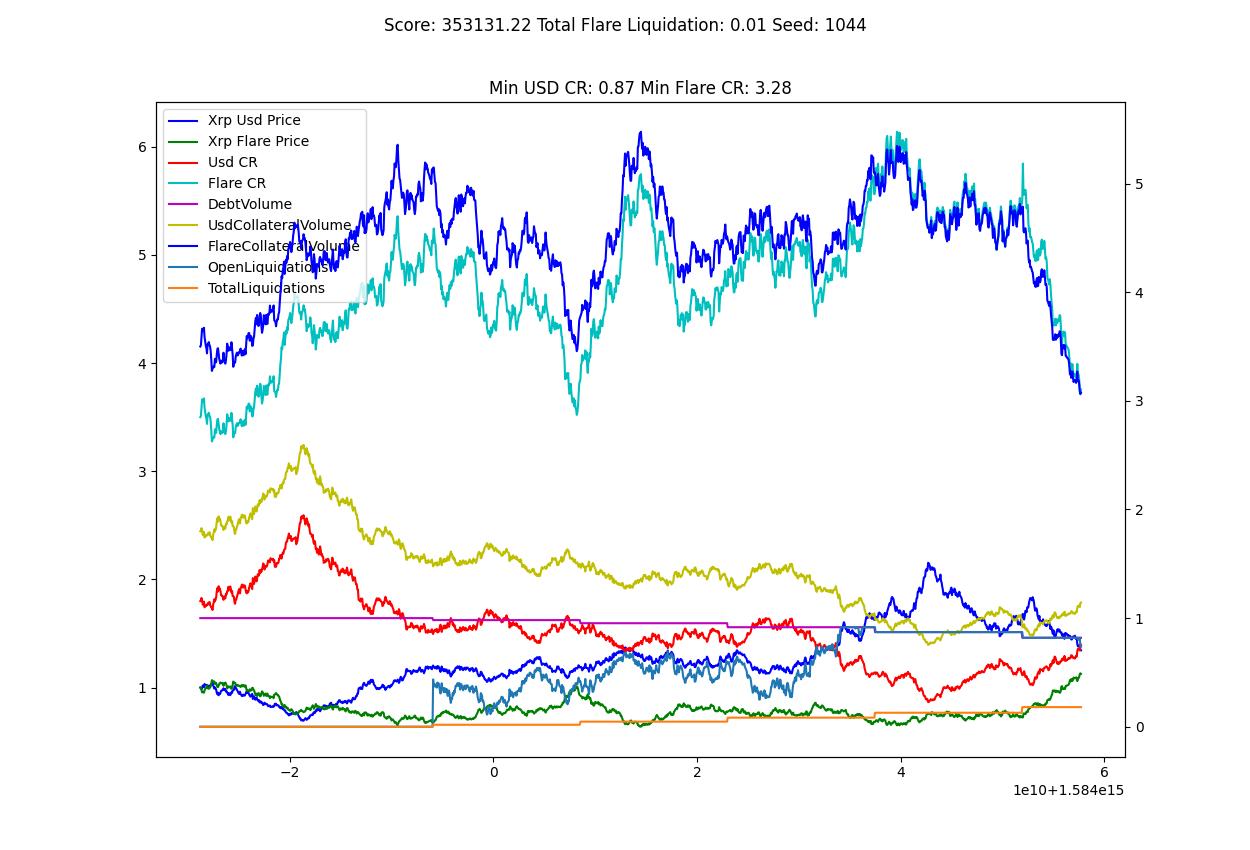 Score: 353131.22 Total Flare Liquidation: 0.01 Seed: 1044
Min USD CR: 0.87 Min Flare CR: 3.28
Xrp Usd Price
Xrp Flare Price
Usd CR
Flare CR
DebtVolume
UsdCollateralVolume
FlareCollateralVolume
OpenLiquidations
TotalLiquidations
6
5
4
3
2
1
5
4
3
2
1
0
−2
0
2
4
6
1e10+1.584e15